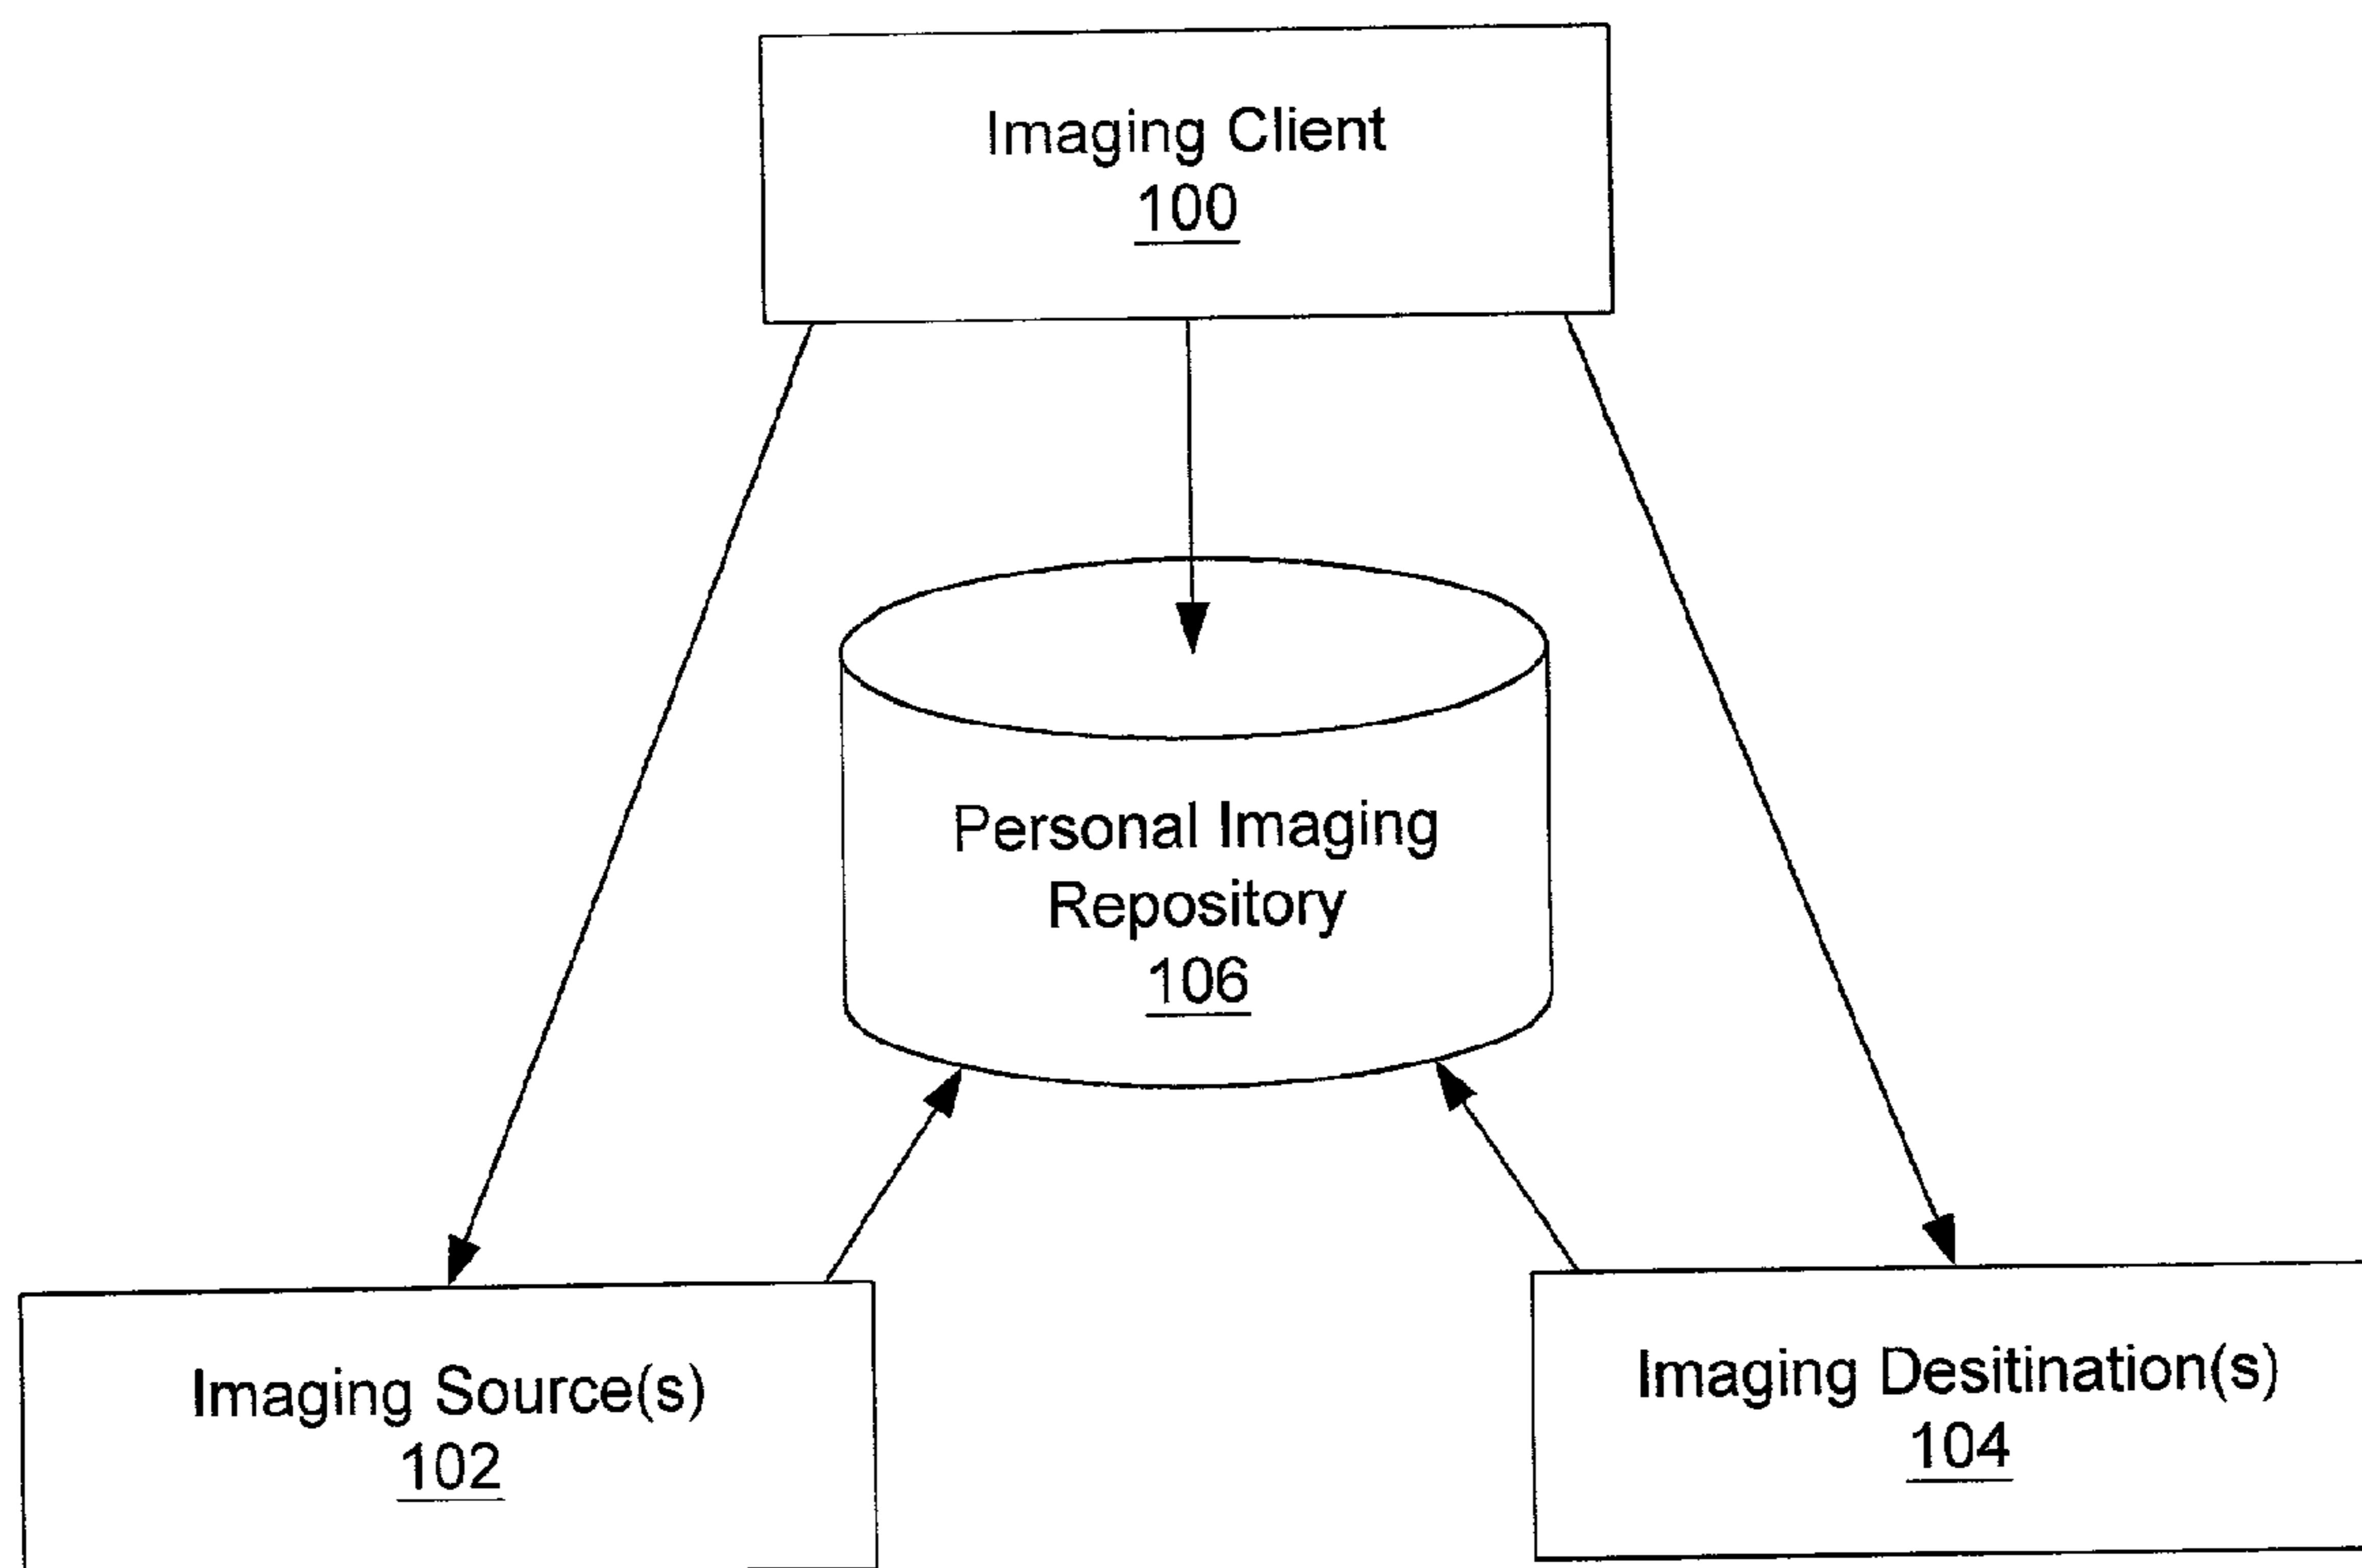 Imaging Client
100
Personal Imaging
Repository
106
Imaging Source(s)
102
Imaging Desitination(s)
104